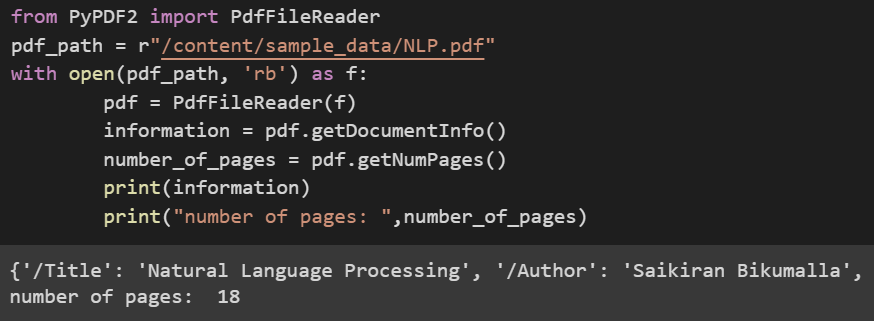 from PyPDF2 import PdfFileReader
pdf_path = r"/content/sample_data/NLP.pdf"
with open(pdf_path, 'rb') as f:
        pdf = PdfFileReader(f)
        information = pdf.getDocumentInfo()
        number_of_pages = pdf.getNumPages()
        print(information)
        print("number of pages: ",number_of_pages)
{'/Title': 'Natural Language Processing', '/Author': 'Saikiran Bikumalla',
number of pages:  18